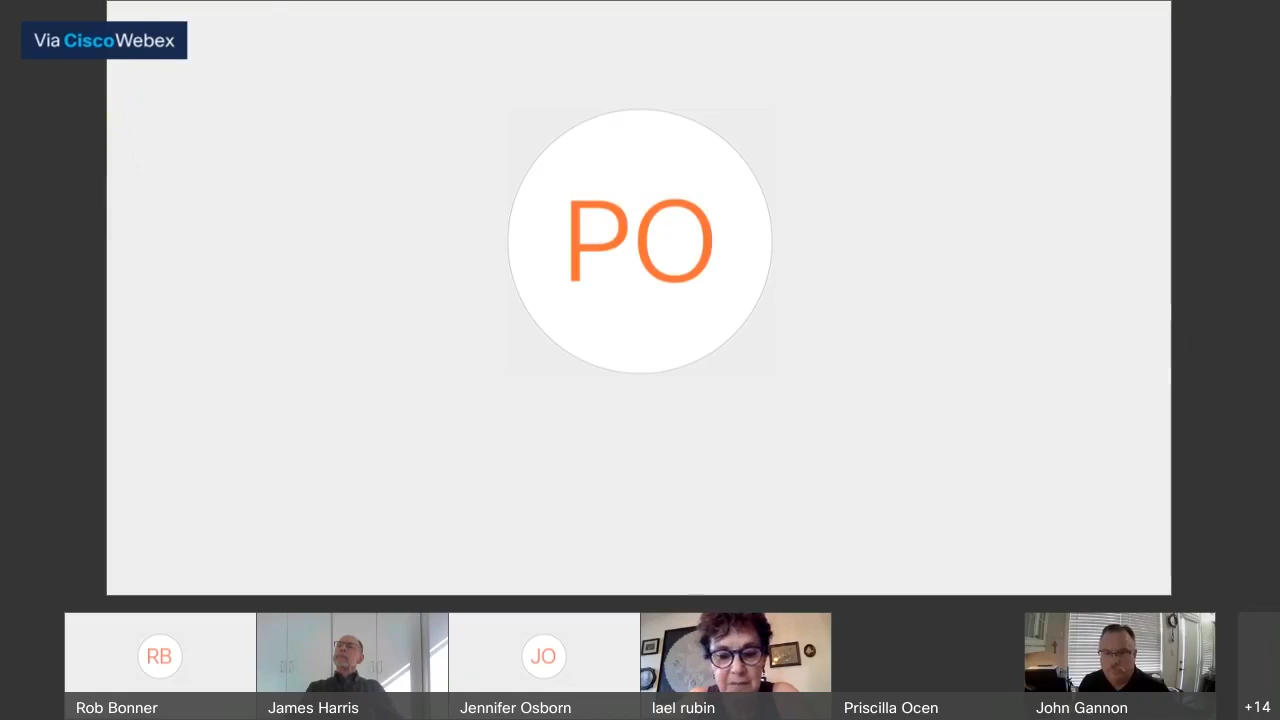 Via CiscoWebex
PO
RB
JO
Rob Bonner
James Harris
Jennifer Osborn
lael rubin
Priscilla Ocen
John Gannon
+14